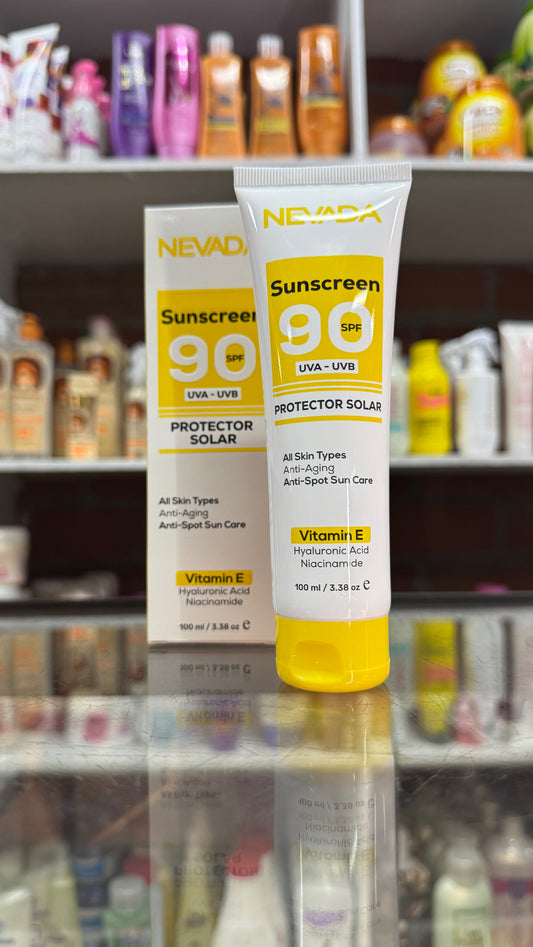 NEVADA
Sunscreen
90
SPF
UVA - UVB
PROTECTOR
SOLAR
All Skin Types
Anti-Aging
Anti-Spot Sun Care
Vitamin E
Hyaluronic Acid
Niacinamide
100 ml / 3.38 oz ℮
NEVADA
Sunscreen
90
SPF
UVA - UVB
PROTECTOR SOLAR
All Skin Types
Anti-Aging
Anti-Spot Sun Care
Vitamin E
Hyaluronic Acid
Niacinamide
100 ml / 3.38 oz ℮